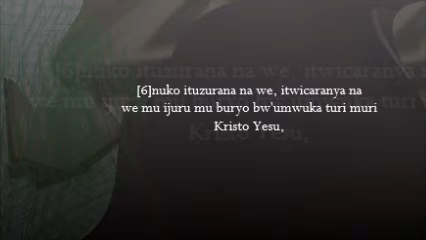 [6]nuko ituzurana na we, itwicaranya na
we mu ijuru mu buryo bw'umwuka turi muri
Kristo Yesu,